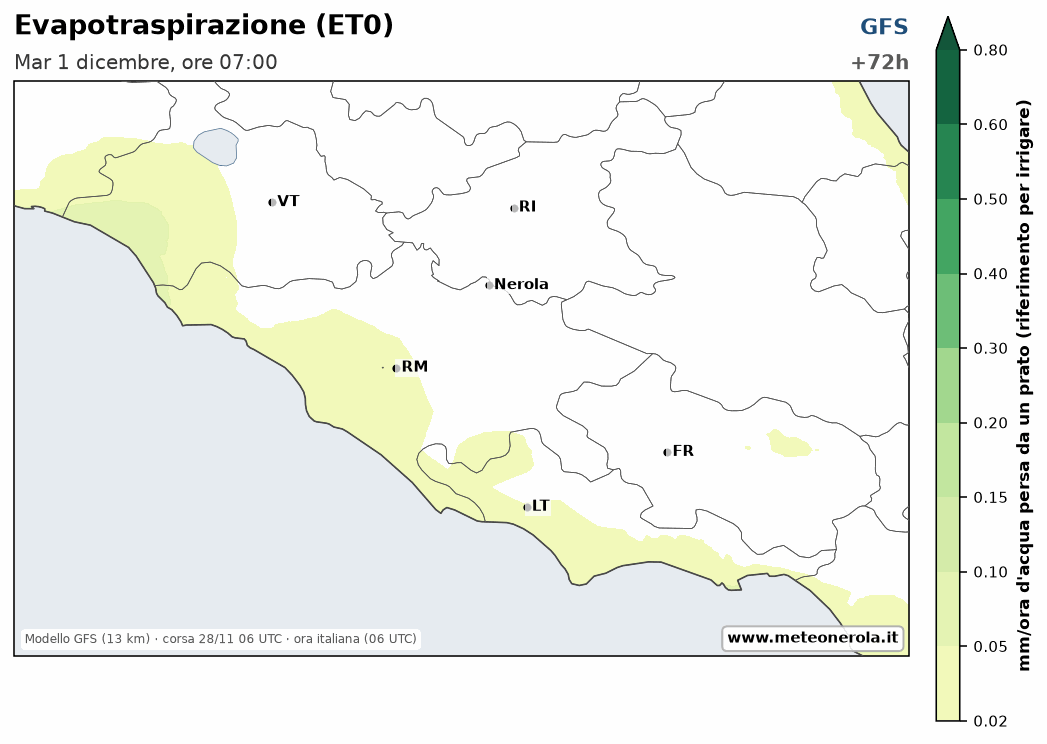 Evapotraspirazione (ET0)
GFS
Mar 1 dicembre, ore 07:00
+72h
VT
RI
Nerola
RM
FR
LT
Modello GFS (13 km) · corsa 28/11 06 UTC · ora italiana (06 UTC)
www.meteonerola.it
0.80
0.60
0.50
0.40
0.30
0.20
0.15
0.10
0.05
0.02
mm/ora d'acqua persa da un prato (riferimento per irrigare)